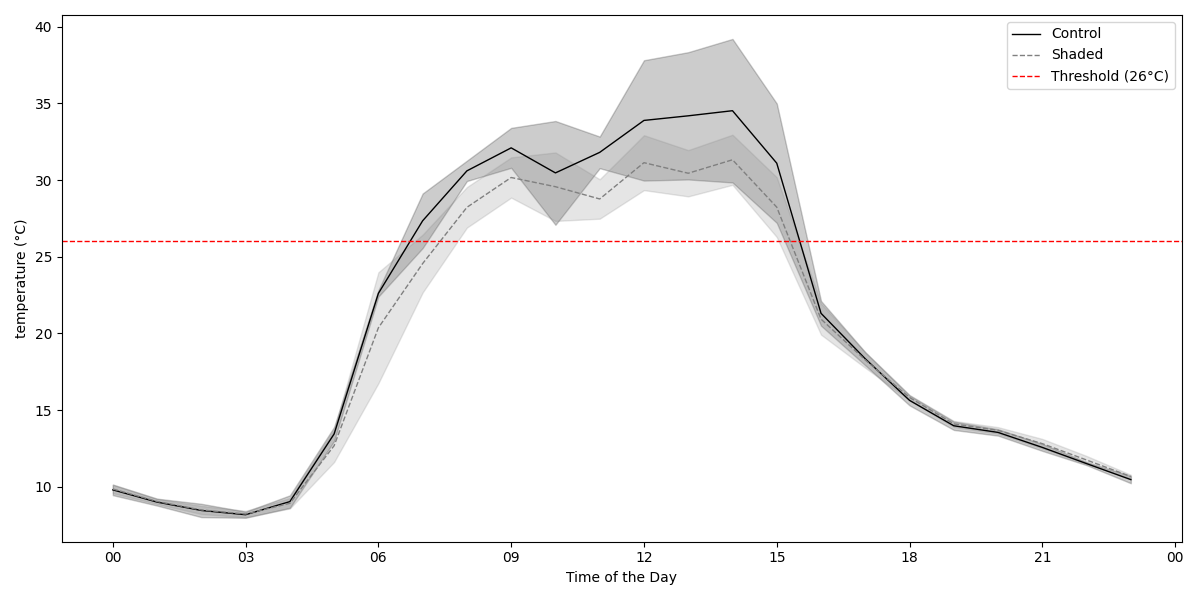 40
35
30
25
20
15
10
temperature (°C)
Control
Shaded
Threshold (26°C)
00 03 06 09 12 15 18 21 00
Time of the Day